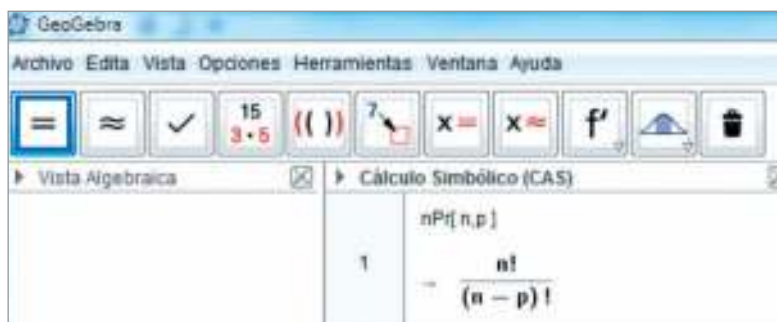 GeoGebra
Archivo Edita Vista Opciones Herramientas Ventana Ayuda
= ≈ ✓ 15 3·5 (( )) 7 x= x≈ f'
Vista Algebraica
Cálculo Simbólico (CAS)
nPr[ n,p ]
1
→ n!
(n − p) !